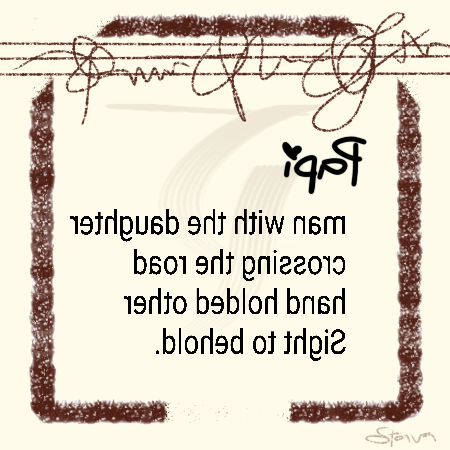 Papi
man with the daughter
crossing the road
hand holded other
Sight to behold.